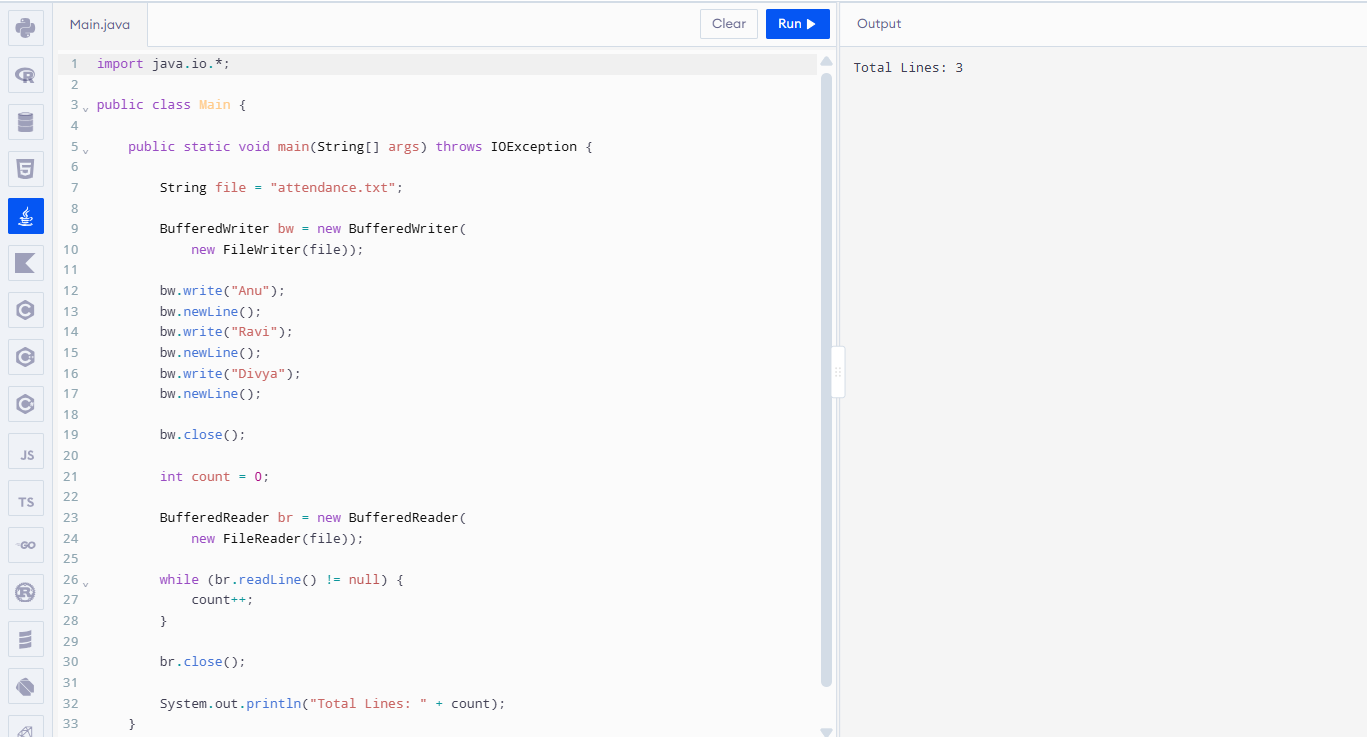 Main.java
Clear
Run
Output
1 import java.io.*;
2
3 public class Main {
4
5 public static void main(String[] args) throws IOException {
6
7 String file = "attendance.txt";
8
9 BufferedWriter bw = new BufferedWriter(
10 new FileWriter(file));
11
12 bw.write("Anu");
13 bw.newLine();
14 bw.write("Ravi");
15 bw.newLine();
16 bw.write("Divya");
17 bw.newLine();
18
19 bw.close();
20
21 int count = 0;
22
23 BufferedReader br = new BufferedReader(
24 new FileReader(file));
25
26 while (br.readLine() != null) {
27 count++;
28 }
29
30 br.close();
31
32 System.out.println("Total Lines: " + count);
33 }
Total Lines: 3
JS
TS
GO